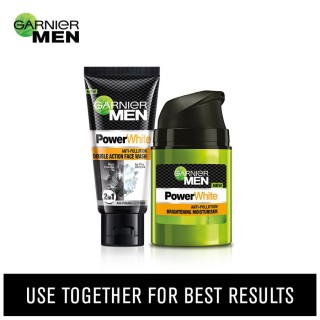 GARNIER
MEN
GARNIER
MEN
PowerWhite
ANTI-POLLUTION
DOUBLE ACTION FACE WASH
2in1
GARNIER
MEN
PowerWhite
ANTI-POLLUTION
BRIGHTENING MOISTURISER
USE TOGETHER FOR BEST RESULTS